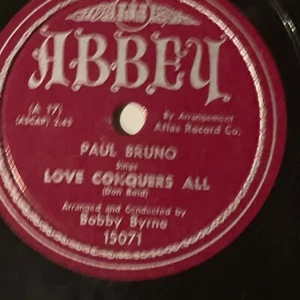 ABBEY
(A 17)
(ASCAP) 2:49
By Arrangement
Atlas Record Co.
PAUL BRUNO
Sings
LOVE CONQUERS ALL
(Don Reid)
Arranged and Conducted by
Bobby Byrne
15071